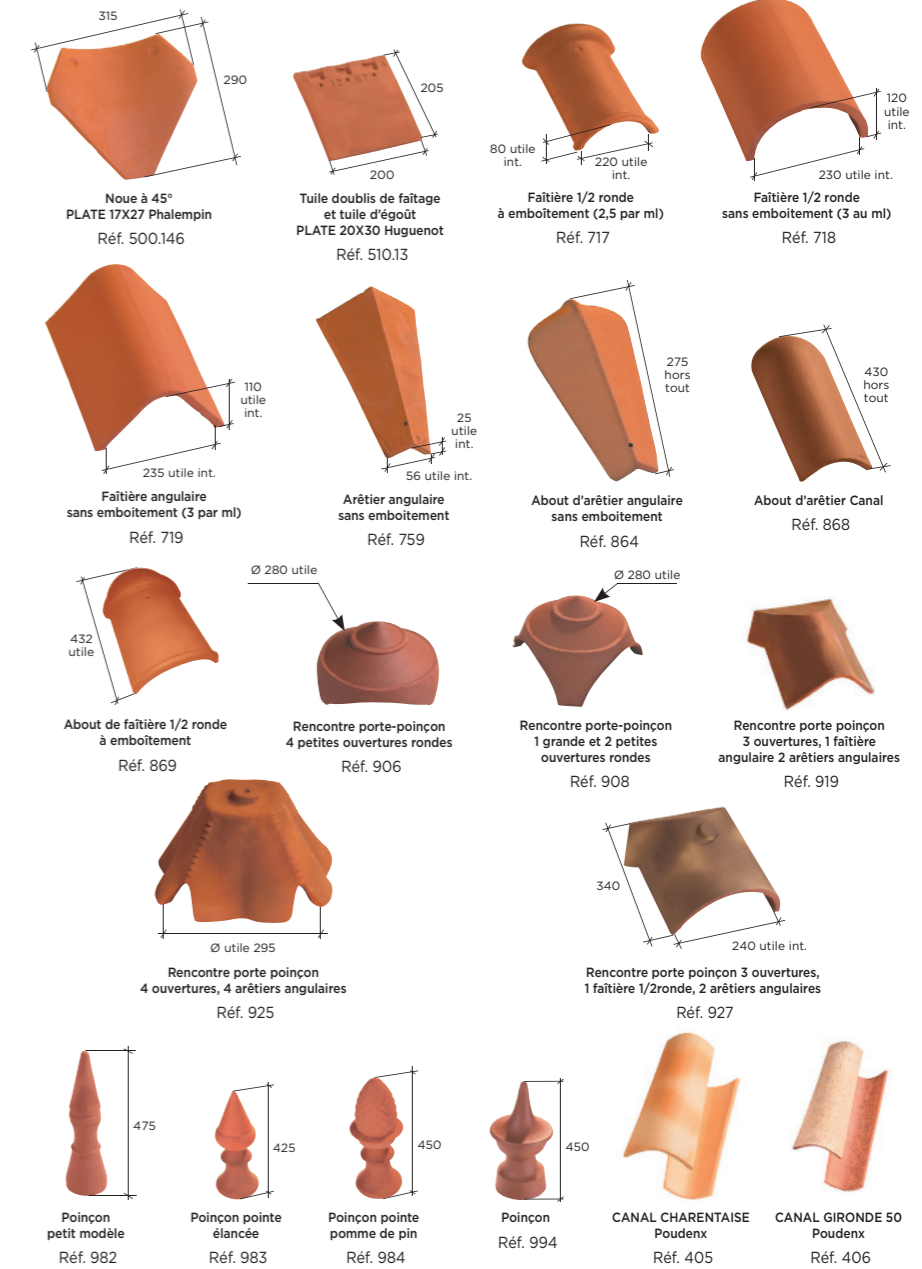 315
290
Noue à 45°
PLATE 17X27 Phalempin
Réf. 500.146
12 • 87 •
205
200
Tuile doublis de faîtage
et tuile d'égoût
PLATE 20X30 Huguenot
Réf. 510.13
80 utile
int.
220 utile
int.
Faîtière 1/2 ronde
à emboîtement (2,5 par ml)
Réf. 717
120
utile
int.
230 utile int.
Faîtière 1/2 ronde
sans emboitement (3 au ml)
Réf. 718
110
utile
int.
235 utile int.
Faîtière angulaire
sans emboitement (3 par ml)
Réf. 719
25
utile
int.
56 utile int.
Arêtier angulaire
sans emboitement
Réf. 759
275
hors
tout
About d'arêtier angulaire
sans emboitement
Réf. 864
430
hors
tout
About d'arêtier Canal
Réf. 868
432
utile
About de faîtière 1/2 ronde
à emboîtement
Réf. 869
Ø 280 utile
Rencontre porte-poinçon
4 petites ouvertures rondes
Réf. 906
Ø 280 utile
Rencontre porte-poinçon
1 grande et 2 petites
ouvertures rondes
Réf. 908
Rencontre porte poinçon
3 ouvertures, 1 faîtière
angulaire 2 arêtiers angulaires
Réf. 919
Ø utile 295
Rencontre porte poinçon
4 ouvertures, 4 arêtiers angulaires
Réf. 925
340
240 utile int.
Rencontre porte poinçon 3 ouvertures,
1 faîtière 1/2ronde, 2 arêtiers angulaires
Réf. 927
475
Poinçon
petit modèle
Réf. 982
425
Poinçon pointe
élancée
Réf. 983
450
Poinçon pointe
pomme de pin
Réf. 984
450
Poinçon
Réf. 994
CANAL CHARENTAISE
Poudenx
Réf. 405
CANAL GIRONDE 50
Poudenx
Réf. 406